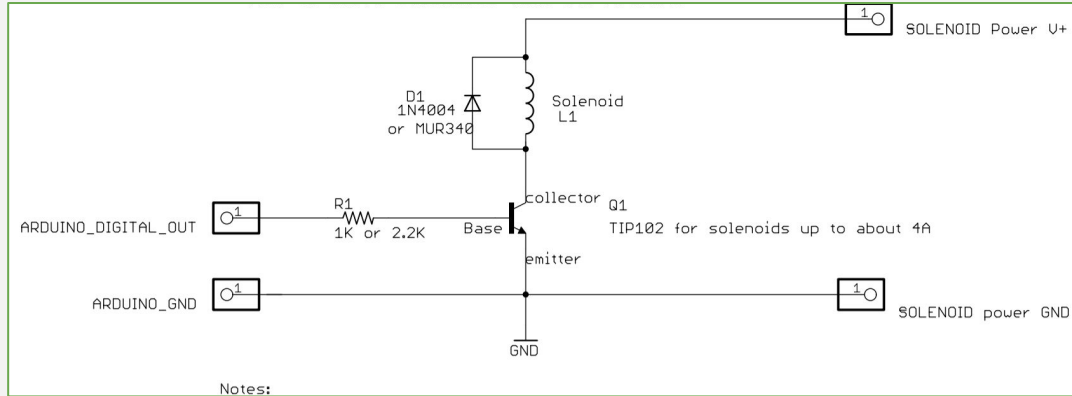 1
SOLENOID Power V+
D1
1N4004
or MUR340
Solenoid
L1
collector
Q1
R1
1
ARDUINO_DIGITAL_OUT
1K or 2.2K
Base
TIP102 for solenoids up to about 4A
emitter
1
ARDUINO_GND
1
SOLENOID power GND
GND
Notes: